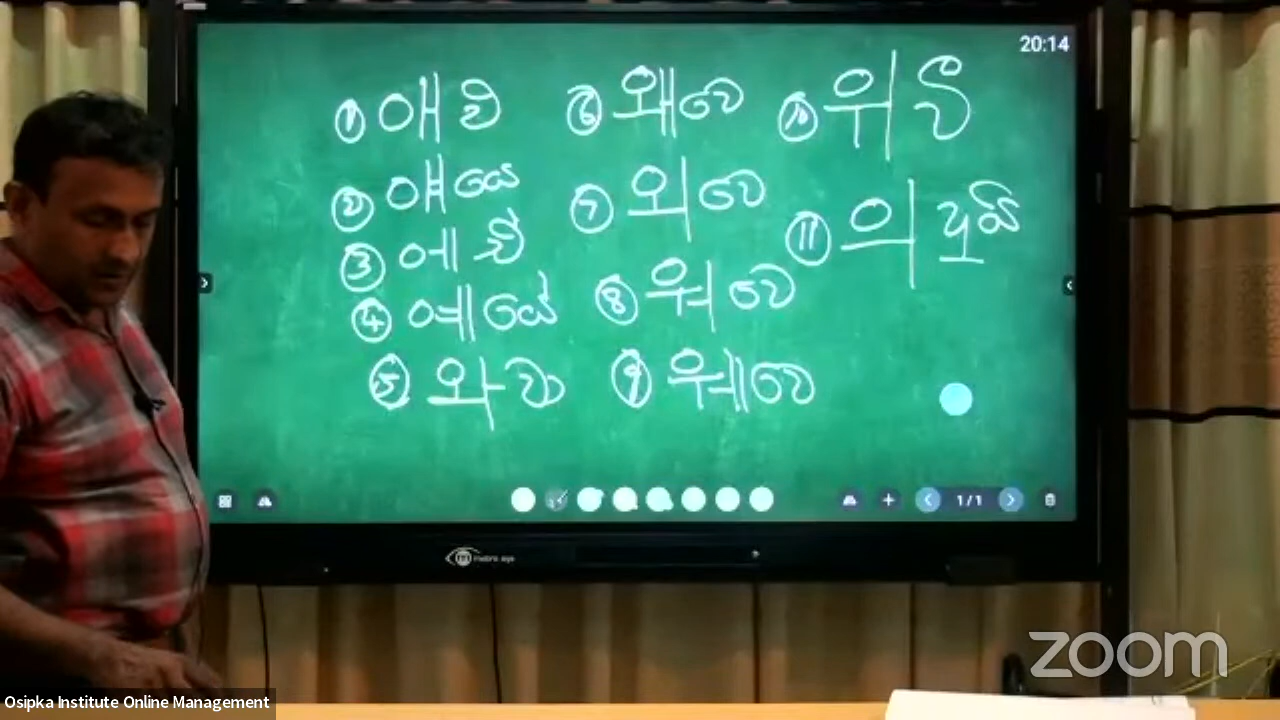 20:14
① 애 එ
② 얘 යෙ
③ 에 ඒ
④ 예 යේ
⑤ 와 වා
⑥ 왜 වෙ
⑦ 외 වෙ
⑧ 워 වෙ
⑨ 웨 වෙ
⑩ 위 වී
⑪ 의
1/1
zoom
Osipka Institute Online Management